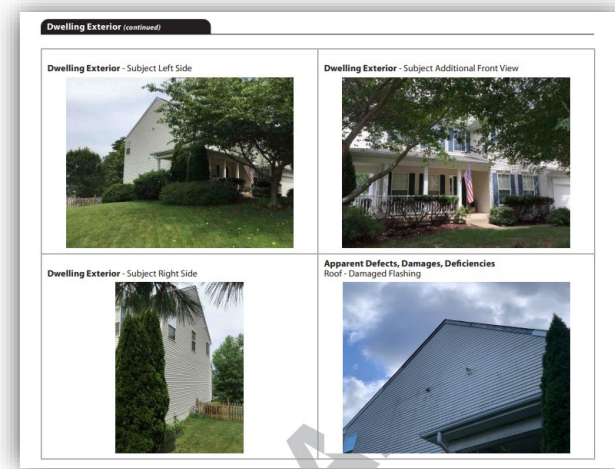 Dwelling Exterior (continued)
Dwelling Exterior - Subject Left Side
Dwelling Exterior - Subject Additional Front View
Dwelling Exterior - Subject Right Side
Apparent Defects, Damages, Deficiencies
Roof - Damaged Flashing